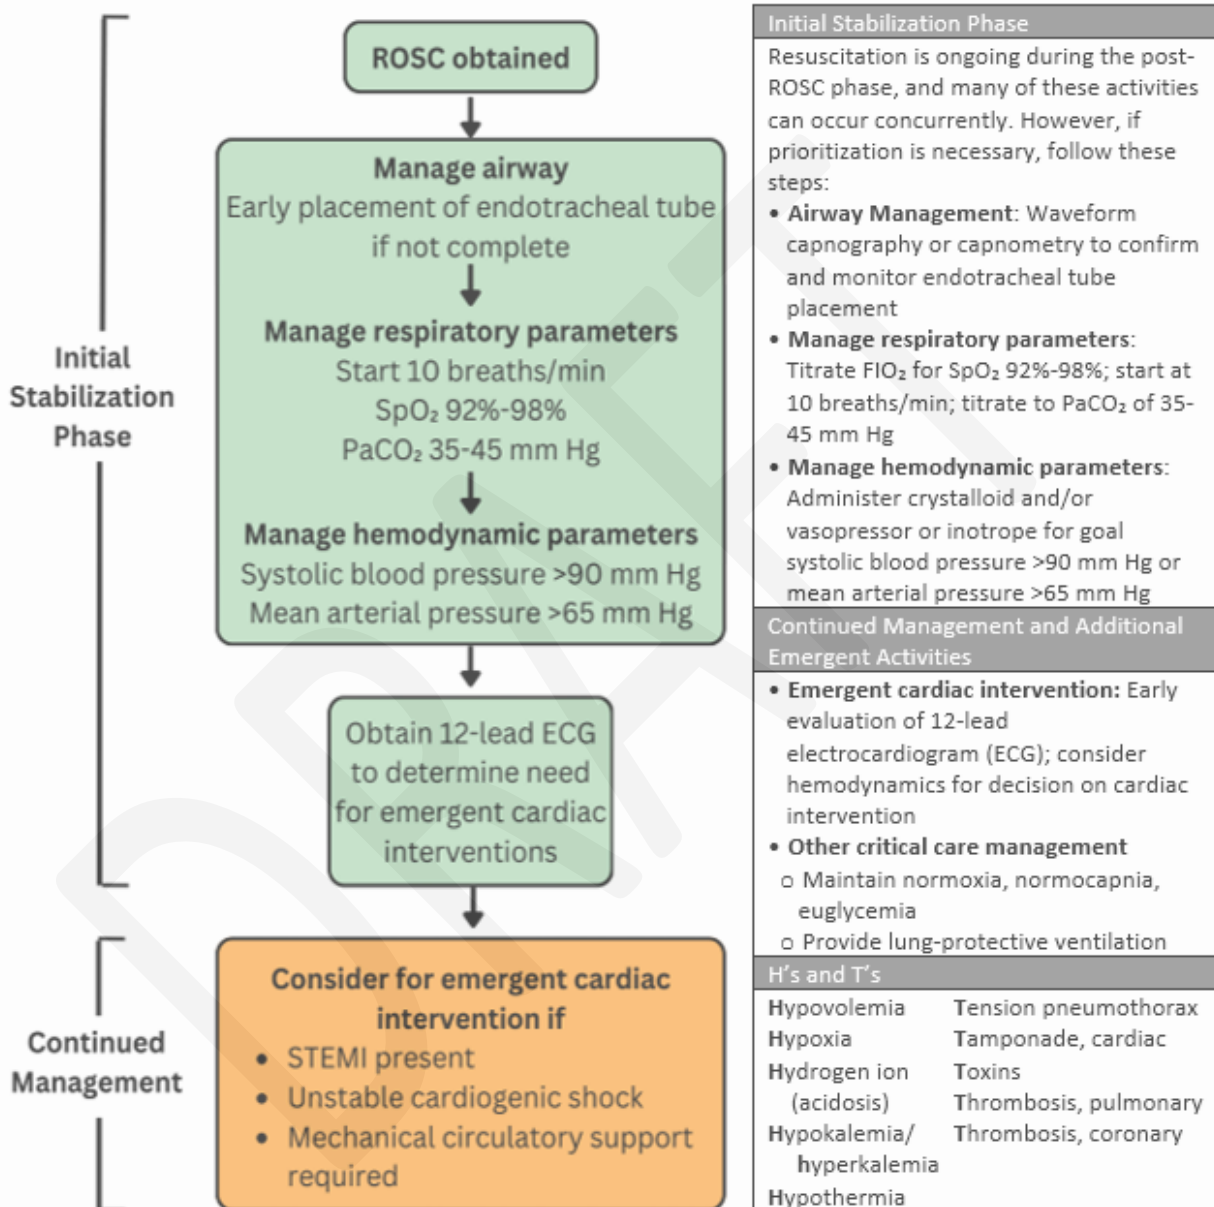 ROSC obtained
Manage airway
Early placement of endotracheal tube
if not complete
Manage respiratory parameters
Start 10 breaths/min
SpO₂ 92%-98%
PaCO₂ 35-45 mm Hg
Manage hemodynamic parameters
Systolic blood pressure >90 mm Hg
Mean arterial pressure >65 mm Hg
Obtain 12-lead ECG
to determine need
for emergent cardiac
interventions
Initial
Stabilization
Phase
Consider for emergent cardiac
intervention if
• STEMI present
• Unstable cardiogenic shock
• Mechanical circulatory support
required
Continued
Management
Initial Stabilization Phase
Resuscitation is ongoing during the post-
ROSC phase, and many of these activities
can occur concurrently. However, if
prioritization is necessary, follow these
steps:
• Airway Management: Waveform
capnography or capnometry to confirm
and monitor endotracheal tube
placement
• Manage respiratory parameters:
Titrate FIO₂ for SpO₂ 92%-98%; start at
10 breaths/min; titrate to PaCO₂ of 35-
45 mm Hg
• Manage hemodynamic parameters:
Administer crystalloid and/or
vasopressor or inotrope for goal
systolic blood pressure >90 mm Hg or
mean arterial pressure >65 mm Hg
Continued Management and Additional
Emergent Activities
• Emergent cardiac intervention: Early
evaluation of 12-lead
electrocardiogram (ECG); consider
hemodynamics for decision on cardiac
intervention
• Other critical care management
o Maintain normoxia, normocapnia,
euglycemia
o Provide lung-protective ventilation
H's and T's
Hypovolemia
Hypoxia
Hydrogen ion
(acidosis)
Hypokalemia/
hyperkalemia
Hypothermia
Tension pneumothorax
Tamponade, cardiac
Toxins
Thrombosis, pulmonary
Thrombosis, coronary
DRAFT